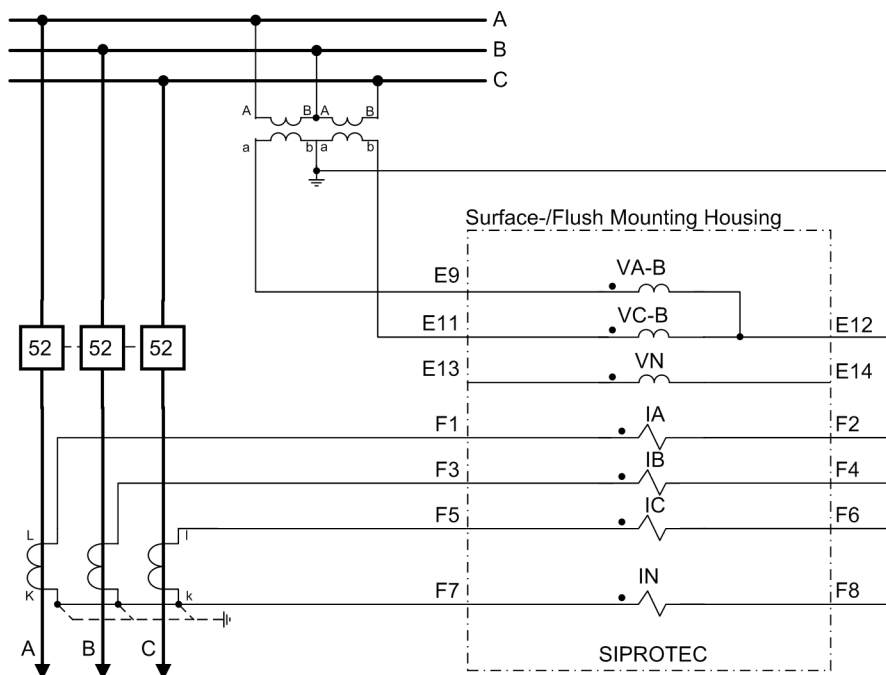 A
B
C
A B A B
a b a b
Surface-/Flush Mounting Housing
E9 VA-B
E11 VC-B E12
52 52 52
E13 VN E14
F1 IA F2
F3 IB F4
F5 IC F6
L l
K k
F7 IN F8
A B C
SIPROTEC